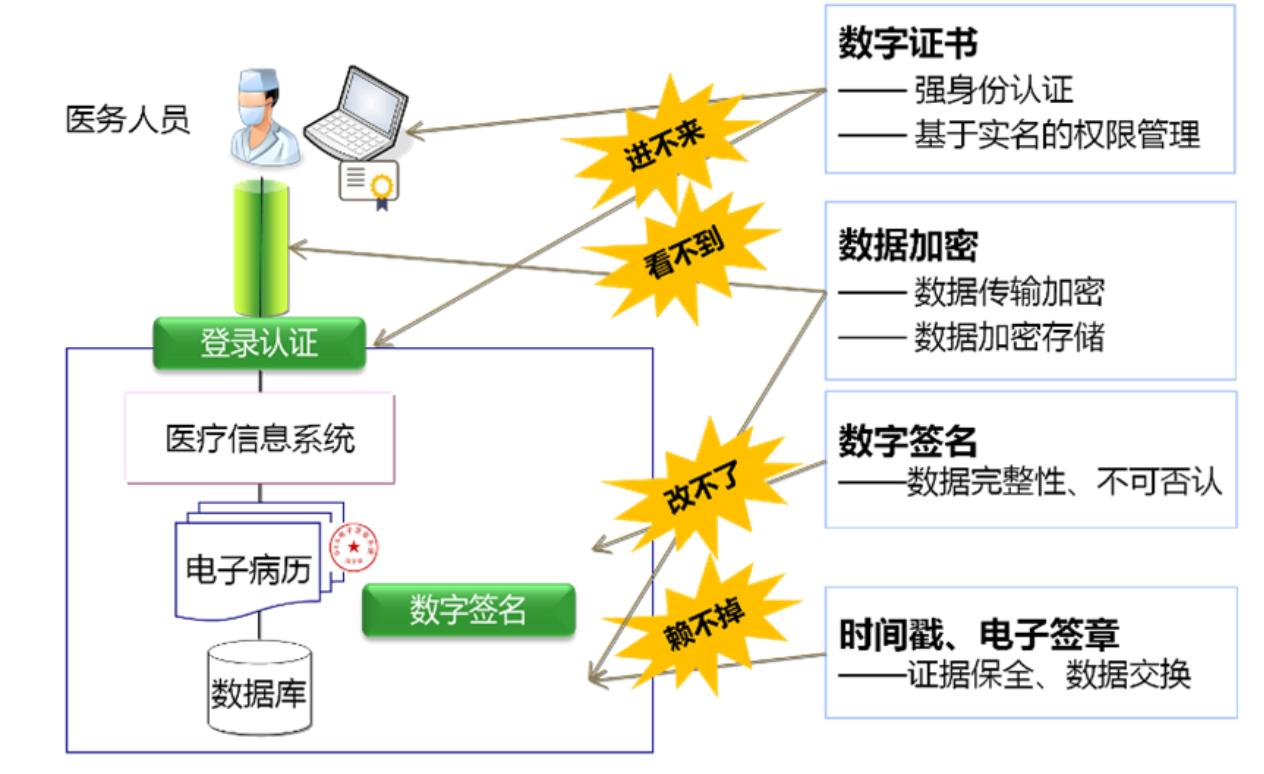 数字证书
—— 强身份认证
—— 基于实名的权限管理
医务人员
进不来
看不到
数据加密
—— 数据传输加密
—— 数据加密存储
登录认证
医疗信息系统
改不了
数字签名
——数据完整性、不可否认
电子病历
数字签名
赖不掉
时间戳、电子签章
——证据保全、数据交换
数据库